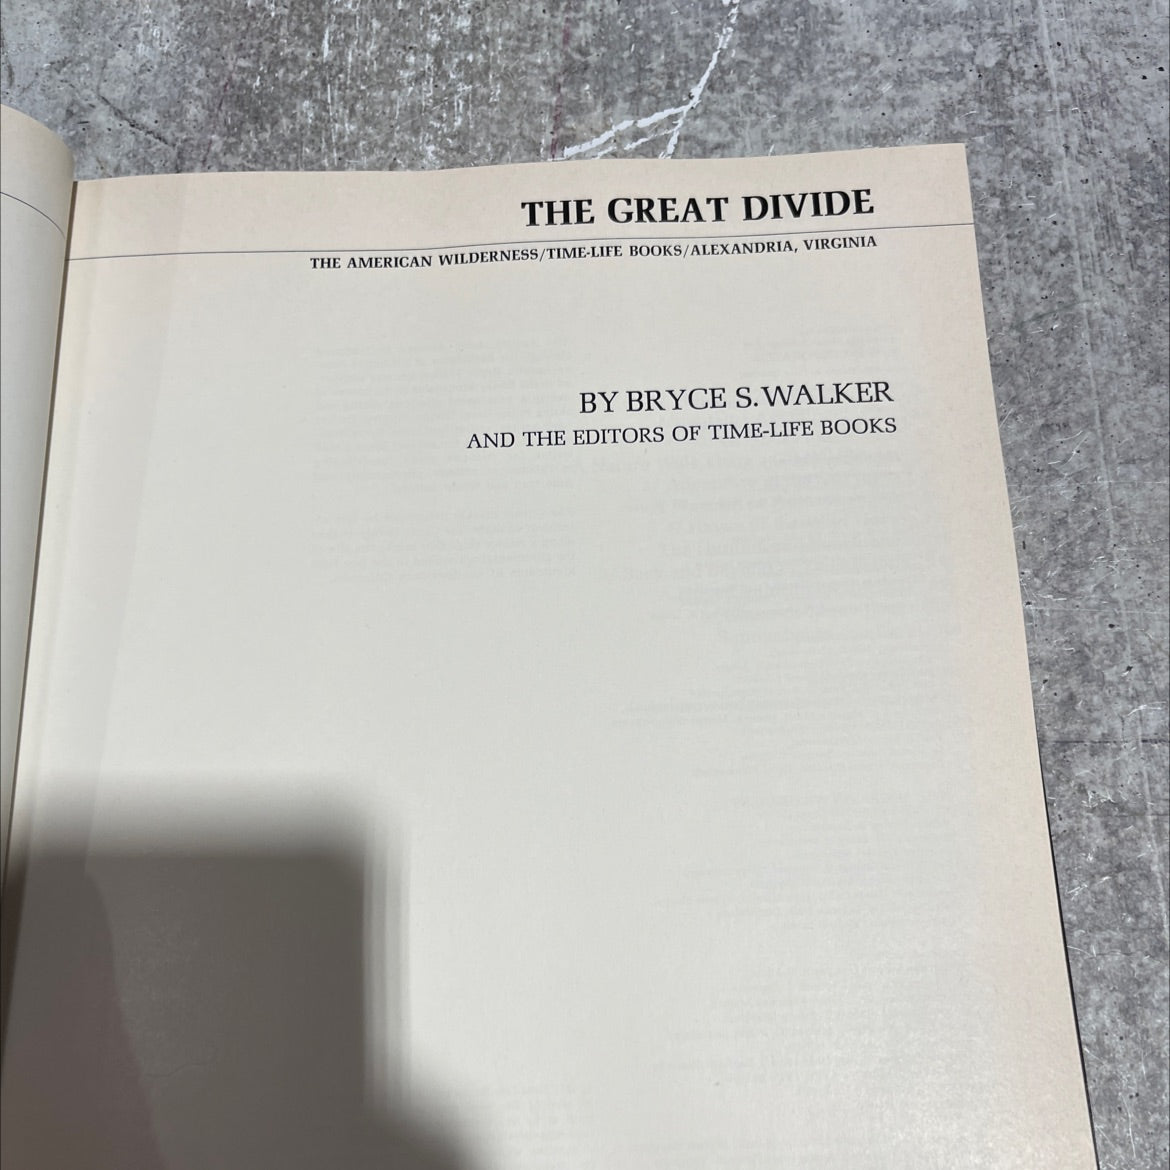 THE GREAT DIVIDE
THE AMERICAN WILDERNESS/TIME-LIFE BOOKS/ALEXANDRIA, VIRGINIA
BY BRYCE S. WALKER
AND THE EDITORS OF TIME-LIFE BOOKS